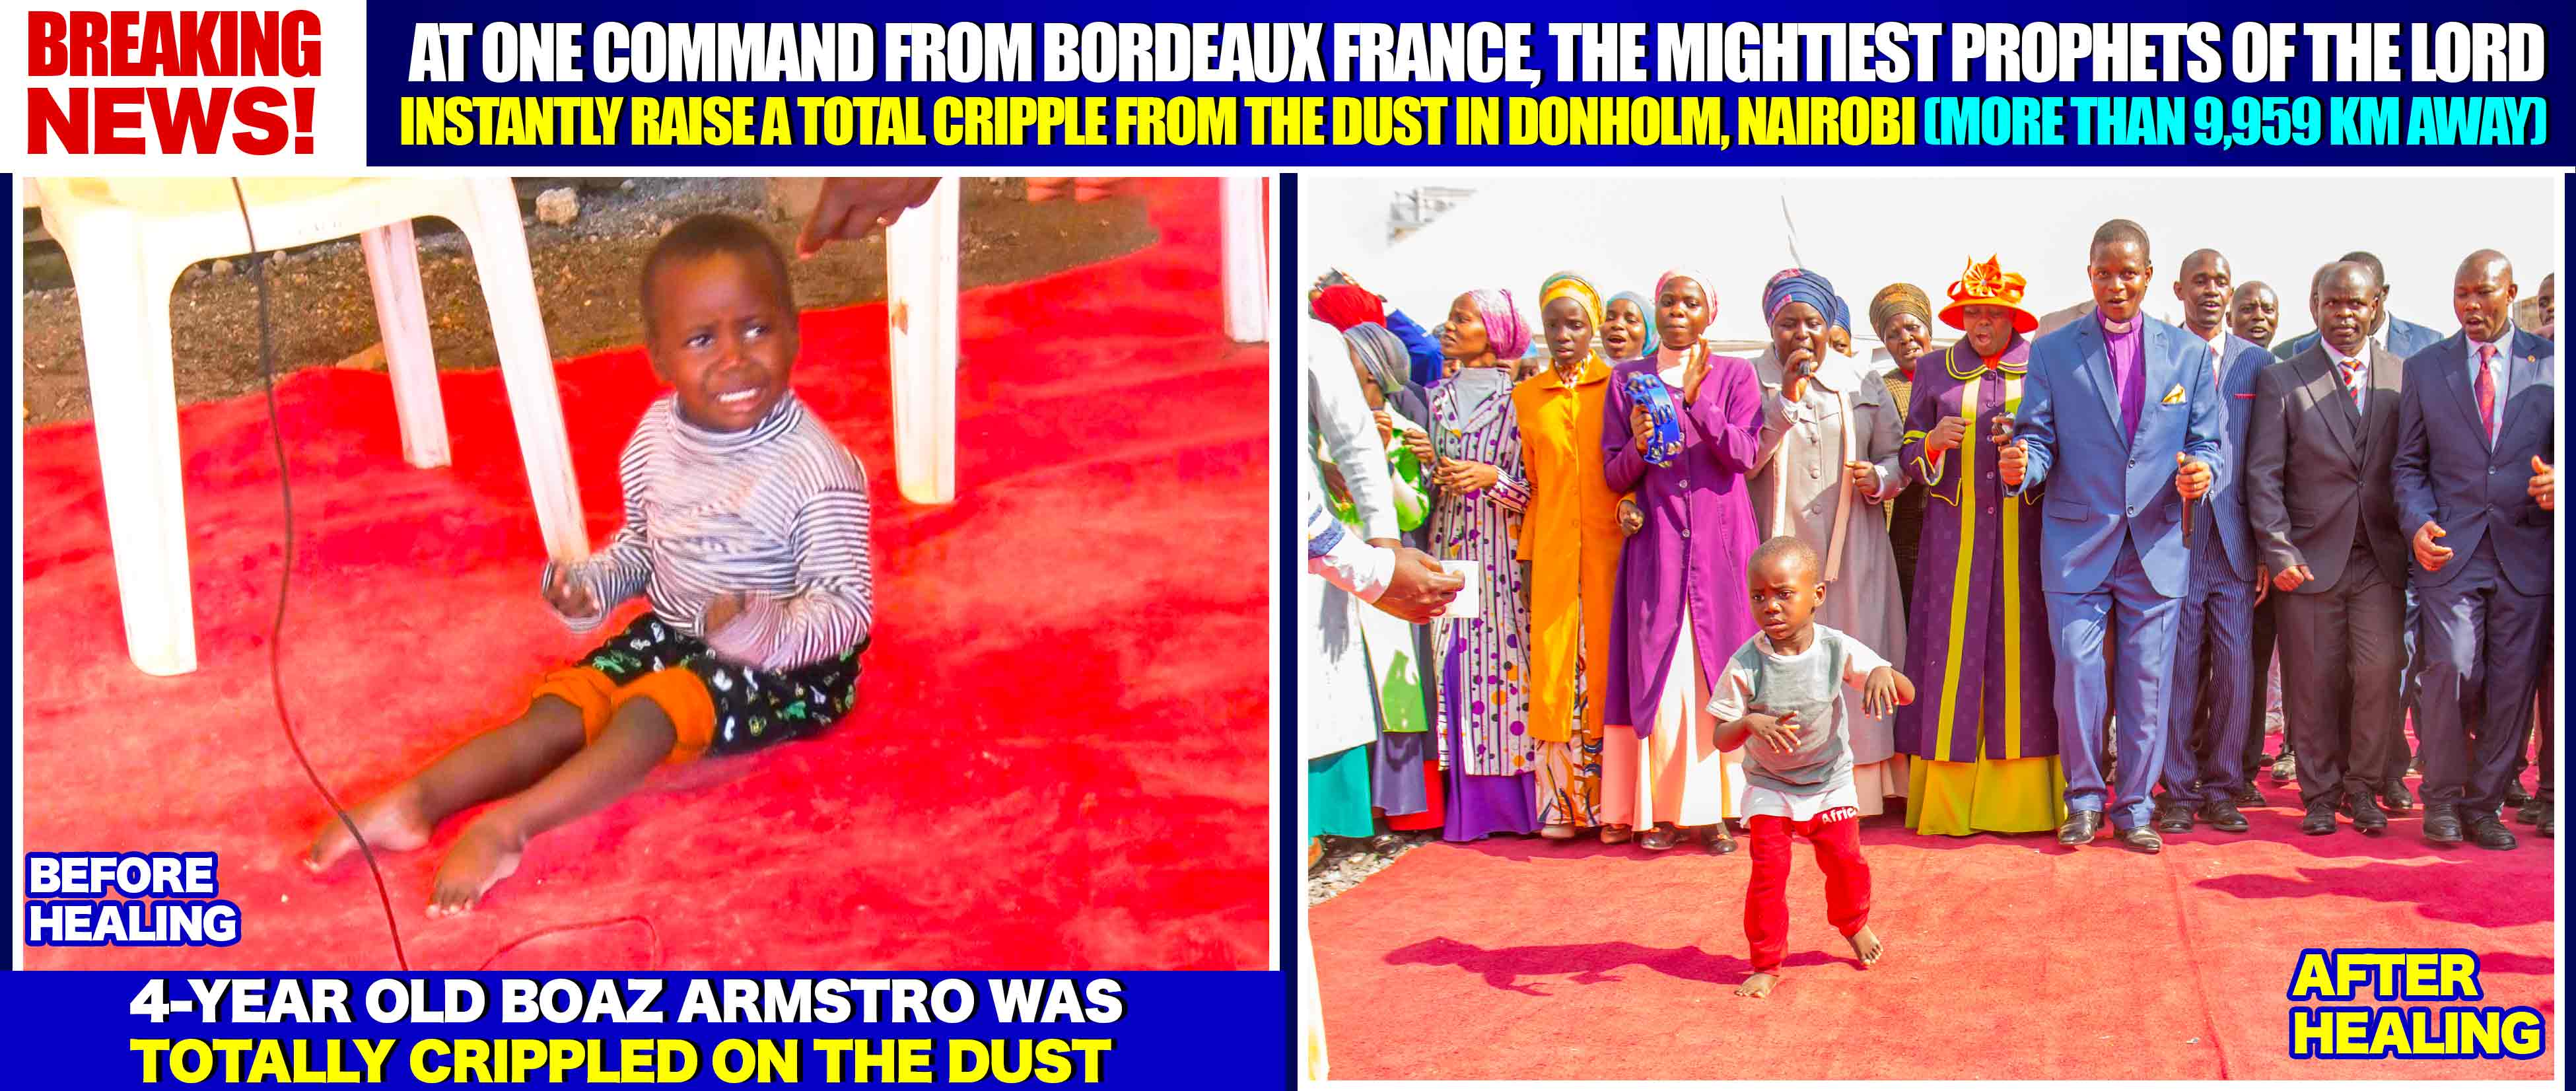 BREAKING
NEWS!
AT ONE COMMAND FROM BORDEAUX FRANCE, THE MIGHTIEST PROPHETS OF THE LORD
INSTANTLY RAISE A TOTAL CRIPPLE FROM THE DUST IN DONHOLM, NAIROBI (MORE THAN 9,959 KM AWAY)
BEFORE
HEALING
4-YEAR OLD BOAZ ARMSTRO WAS
TOTALLY CRIPPLED ON THE DUST
Africa
AFTER
HEALING